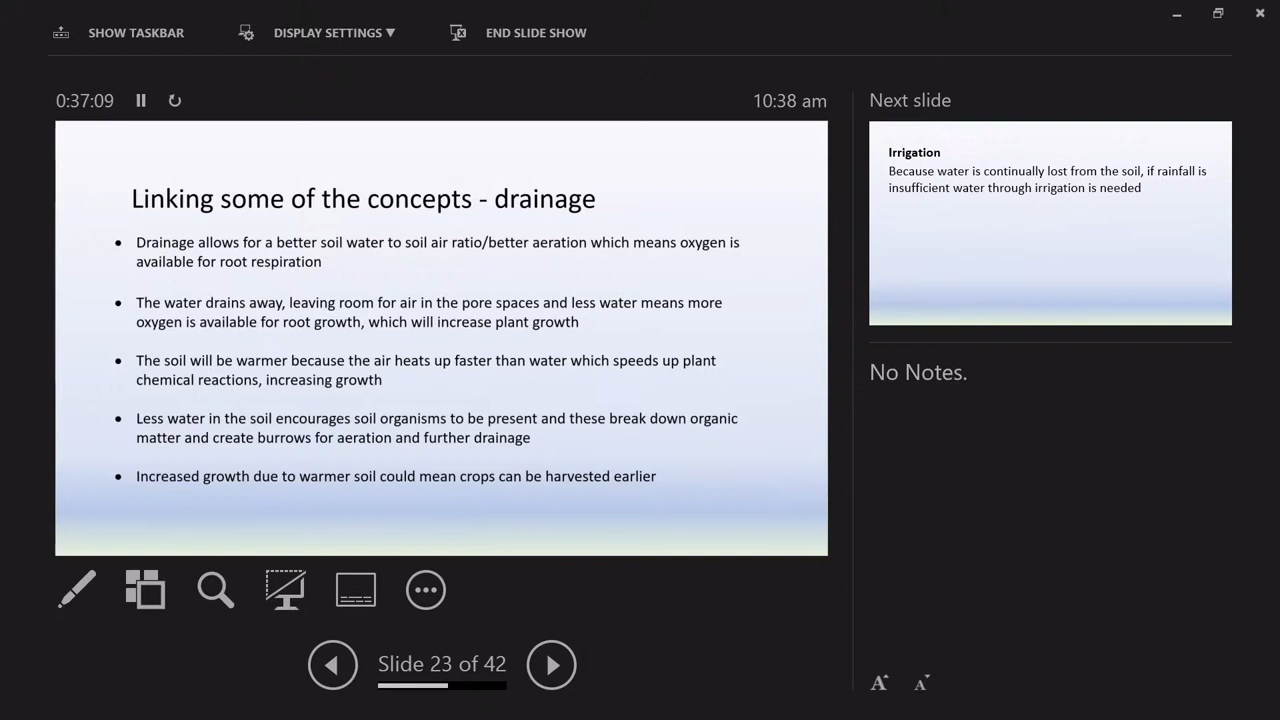 SHOW TASKBAR
DISPLAY SETTINGS ▼
END SLIDE SHOW
0:37:09
10:38 am
Linking some of the concepts - drainage
• Drainage allows for a better soil water to soil air ratio/better aeration which means oxygen is
available for root respiration
• The water drains away, leaving room for air in the pore spaces and less water means more
oxygen is available for root growth, which will increase plant growth
• The soil will be warmer because the air heats up faster than water which speeds up plant
chemical reactions, increasing growth
• Less water in the soil encourages soil organisms to be present and these break down organic
matter and create burrows for aeration and further drainage
• Increased growth due to warmer soil could mean crops can be harvested earlier
Slide 23 of 42
Next slide
Irrigation
Because water is continually lost from the soil, if rainfall is
insufficient water through irrigation is needed
No Notes.
A A